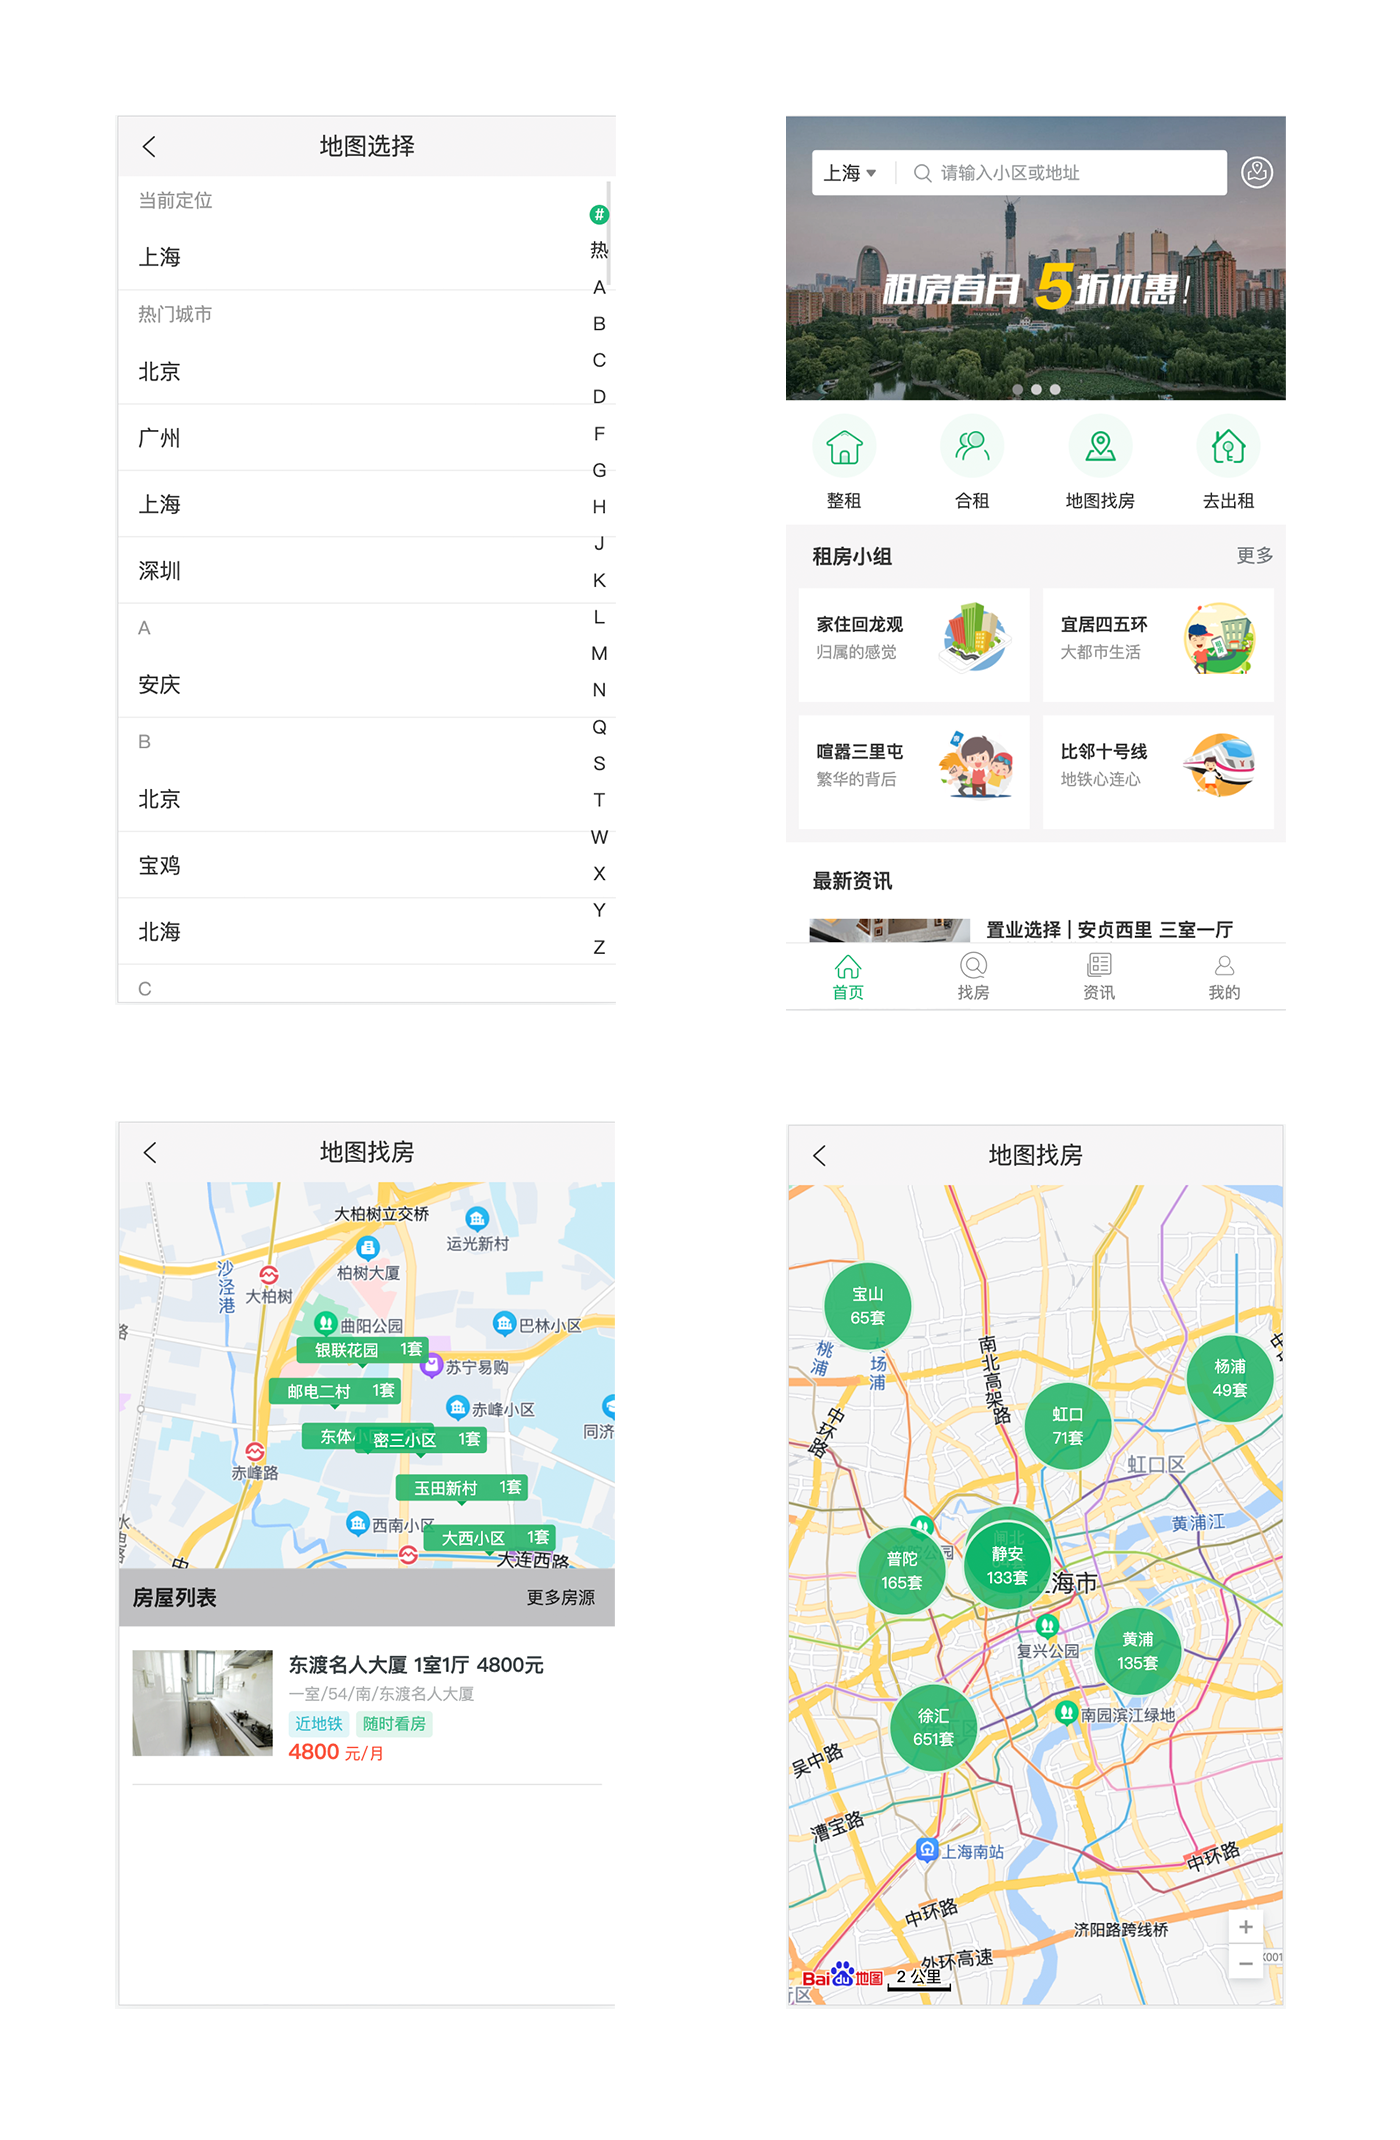 地图选择
当前定位
上海
热门城市
北京
广州
上海
深圳
A
安庆
B
北京
宝鸡
北海
C
#
热
A
B
C
D
F
G
H
J
K
L
M
N
Q
S
T
W
X
Y
Z
上海
请输入小区或地址
租房首月 5折优惠!
整租
合租
地图找房
去出租
租房小组
更多
家住回龙观
归属的感觉
宜居四五环
大都市生活
喧嚣三里屯
繁华的背后
比邻十号线
地铁心连心
最新资讯
置业选择 | 安贞西里 三室一厅
首页
找房
资讯
我的
地图找房
大柏树立交桥
运光新村
柏树大厦
沙泾港
大柏树
曲阳公园
巴林小区
银联花园 1套
苏宁易购
邮电二村 1套
赤峰小区
同济
东体
密三小区 1套
赤峰路
玉田新村 1套
西南小区
大西小区 1套
大连西路
中
房屋列表
更多房源
东渡名人大厦 1室1厅 4800元
一室/54/南/东渡名人大厦
近地铁
随时看房
4800 元/月
地图找房
宝山
65套
桃浦
场浦
南北高架路
杨浦
49套
中环路
虹口
71套
虹口区
黄浦江
闸北
静安
133套
普陀
165套
公园
上海市
复兴公园
黄浦
135套
徐汇
651套
南园滨江绿地
吴中路
漕宝路
上海南站
中环路
中环路
济阳路跨线桥
外环高速
Bai du 地图
2 公里
+
−
X001
区